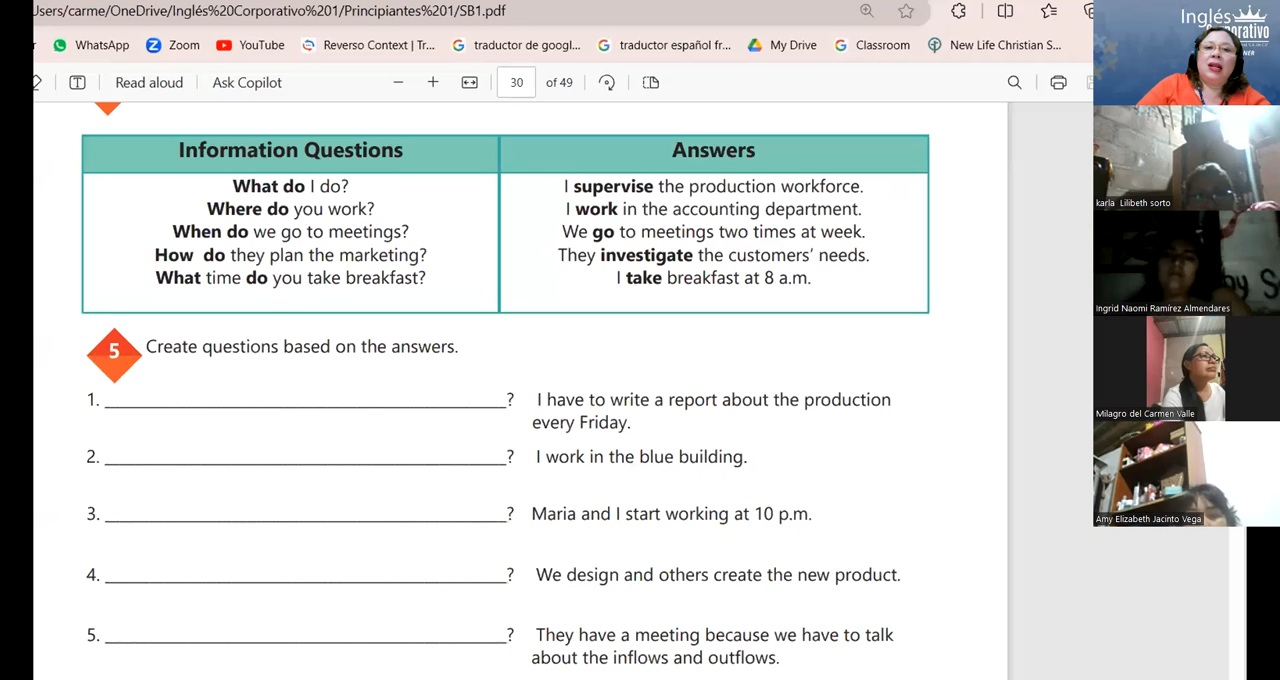 Users/carme/OneDrive/Inglés%20Corporativo%201/Principiantes%201/SB1.pdf
WhatsApp Zoom YouTube Reverso Context | Tr... traductor de googl... traductor español fr... My Drive Classroom New Life Christian S...
Read aloud Ask Copilot 30 of 49
Information Questions Answers
What do I do? I supervise the production workforce.
Where do you work? I work in the accounting department.
When do we go to meetings? We go to meetings two times at week.
How do they plan the marketing? They investigate the customers' needs.
What time do you take breakfast? I take breakfast at 8 a.m.
5 Create questions based on the answers.
1. ? I have to write a report about the production
every Friday.
2. ? I work in the blue building.
3. ? Maria and I start working at 10 p.m.
4. ? We design and others create the new product.
5. ? They have a meeting because we have to talk
about the inflows and outflows.
Inglés
Corporativo
karla Lilibeth sorto
Ingrid Naomi Ramírez Almendares
Milagro del Carmen Valle
Amy Elizabeth Jacinto Vega